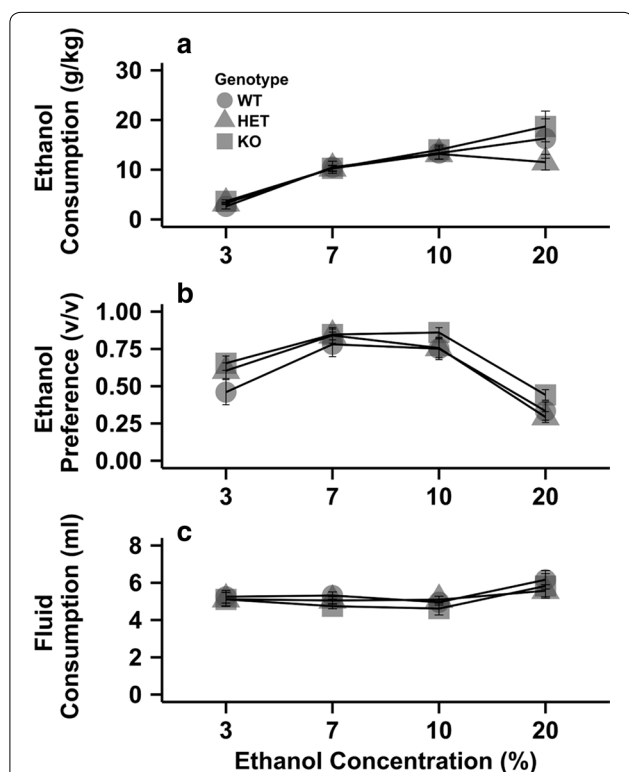 a
Ethanol
Consumption (g/kg)
30
20
10
0
Genotype
WT
HET
KO
3 7 10 20
b
Ethanol
Preference (v/v)
1.00
0.75
0.50
0.25
0.00
3 7 10 20
c
Fluid
Consumption (ml)
8
6
4
2
0
3 7 10 20
Ethanol Concentration (%)